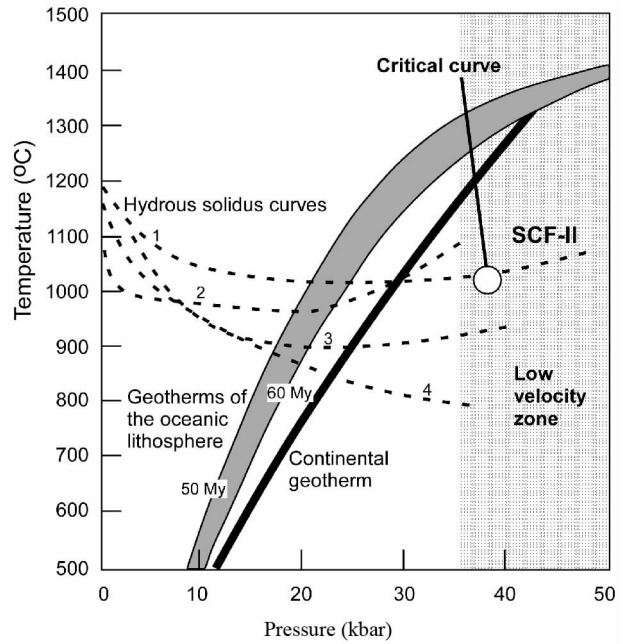 1500
1400
1300
1200
1100
1000
900
800
700
600
500
Temperature (ºC)
Critical curve
Hydrous solidus curves
1
SCF-II
2
3
4
Geotherms of
the oceanic
lithosphere
60 My
Low
velocity
zone
Continental
geotherm
50 My
0
10
20
30
40
50
Pressure (kbar)